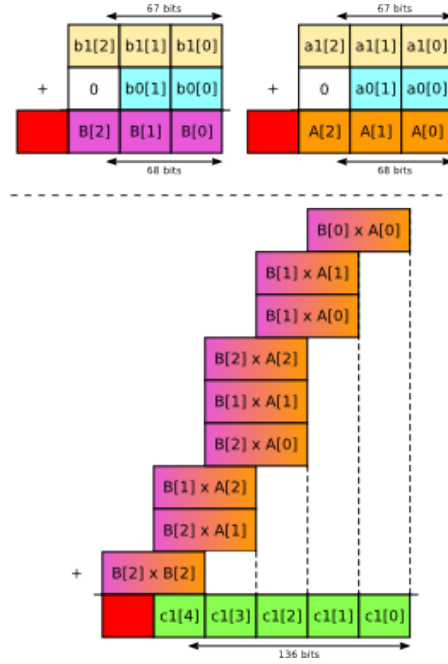 67 bits 67 bits
b1[2] b1[1] b1[0] a1[2] a1[1] a1[0]
+ 0 b0[1] b0[0] + 0 a0[1] a0[0]
B[2] B[1] B[0] A[2] A[1] A[0]
68 bits 68 bits
B[0] x A[0]
B[1] x A[1]
B[1] x A[0]
B[2] x A[2]
B[1] x A[1]
B[2] x A[0]
B[1] x A[2]
B[2] x A[1]
+ B[2] x B[2]
c1[4] c1[3] c1[2] c1[1] c1[0]
136 bits